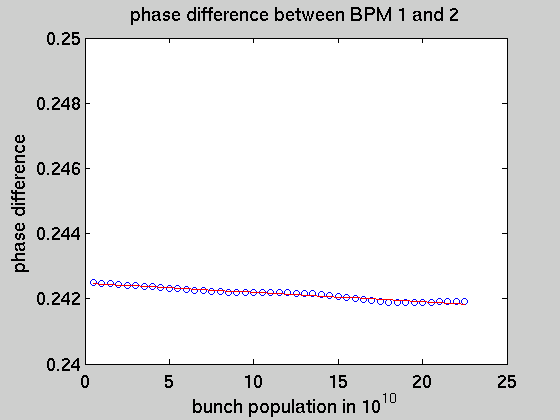 phase difference between BPM 1 and 2
0.25
0.248
0.246
0.244
0.242
0.24
phase difference
0 5 10 15 20 25
bunch population in 10^10